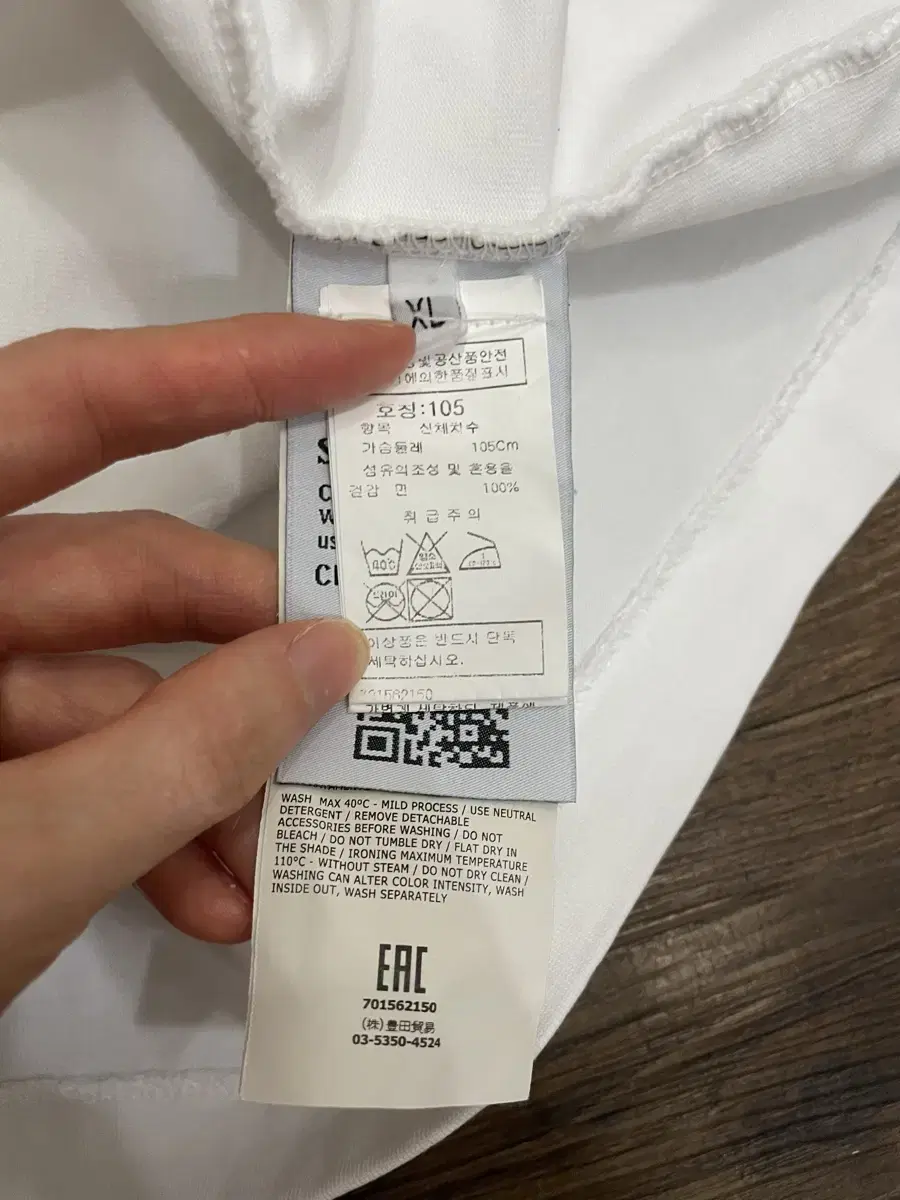 XL
및공산품안전
에의한품질표시
호칭:105
항목 신체치수
가슴둘레 105Cm
섬유의조성 및 혼용율
겉감 면 100%
취급주의
40℃ 염소
드라이
이상품은 반드시 단독
세탁하십시오.
WASH MAX 40ºC - MILD PROCESS / USE NEUTRAL
DETERGENT / REMOVE DETACHABLE
ACCESSORIES BEFORE WASHING / DO NOT
BLEACH / DO NOT TUMBLE DRY / FLAT DRY IN
THE SHADE / IRONING MAXIMUM TEMPERATURE
110ºC - WITHOUT STEAM / DO NOT DRY CLEAN /
WASHING CAN ALTER COLOR INTENSITY, WASH
INSIDE OUT, WASH SEPARATELY
EAC
701562150
(株)豊田貿易
03-5350-4524